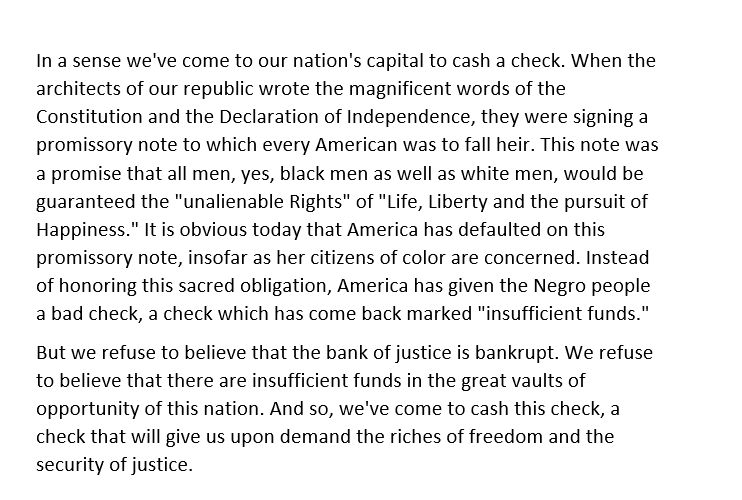 In a sense we've come to our nation's capital to cash a check. When the
architects of our republic wrote the magnificent words of the
Constitution and the Declaration of Independence, they were signing a
promissory note to which every American was to fall heir. This note was
a promise that all men, yes, black men as well as white men, would be
guaranteed the "unalienable Rights" of "Life, Liberty and the pursuit of
Happiness." It is obvious today that America has defaulted on this
promissory note, insofar as her citizens of color are concerned. Instead
of honoring this sacred obligation, America has given the Negro people
a bad check, a check which has come back marked "insufficient funds."
But we refuse to believe that the bank of justice is bankrupt. We refuse
to believe that there are insufficient funds in the great vaults of
opportunity of this nation. And so, we've come to cash this check, a
check that will give us upon demand the riches of freedom and the
security of justice.